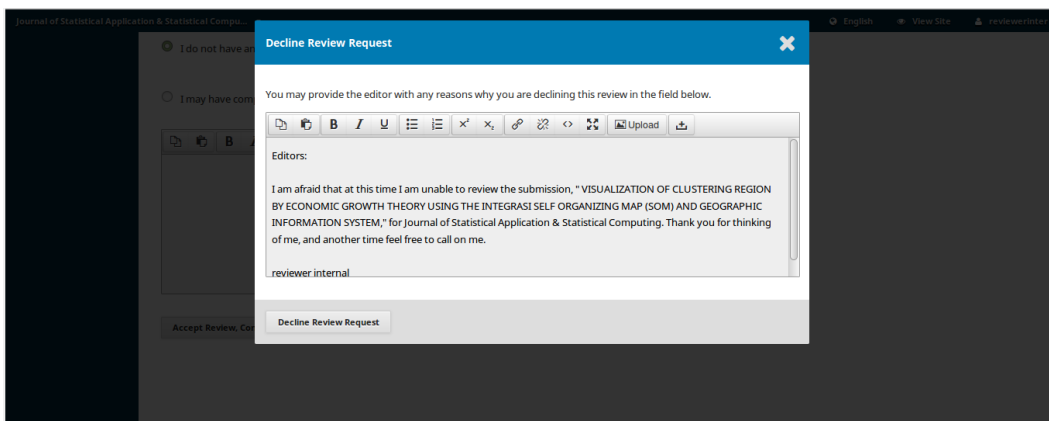 Journal of Statistical Application & Statistical Compu...
English
View Site
reviewerinter
I do not have an
Decline Review Request
I may have com
You may provide the editor with any reasons why you are declining this review in the field below.
B I U Upload
B
Editors:
I am afraid that at this time I am unable to review the submission, " VISUALIZATION OF CLUSTERING REGION
BY ECONOMIC GROWTH THEORY USING THE INTEGRASI SELF ORGANIZING MAP (SOM) AND GEOGRAPHIC
INFORMATION SYSTEM," for Journal of Statistical Application & Statistical Computing. Thank you for thinking
of me, and another time feel free to call on me.
reviewer internal
Accept Review, Con
Decline Review Request